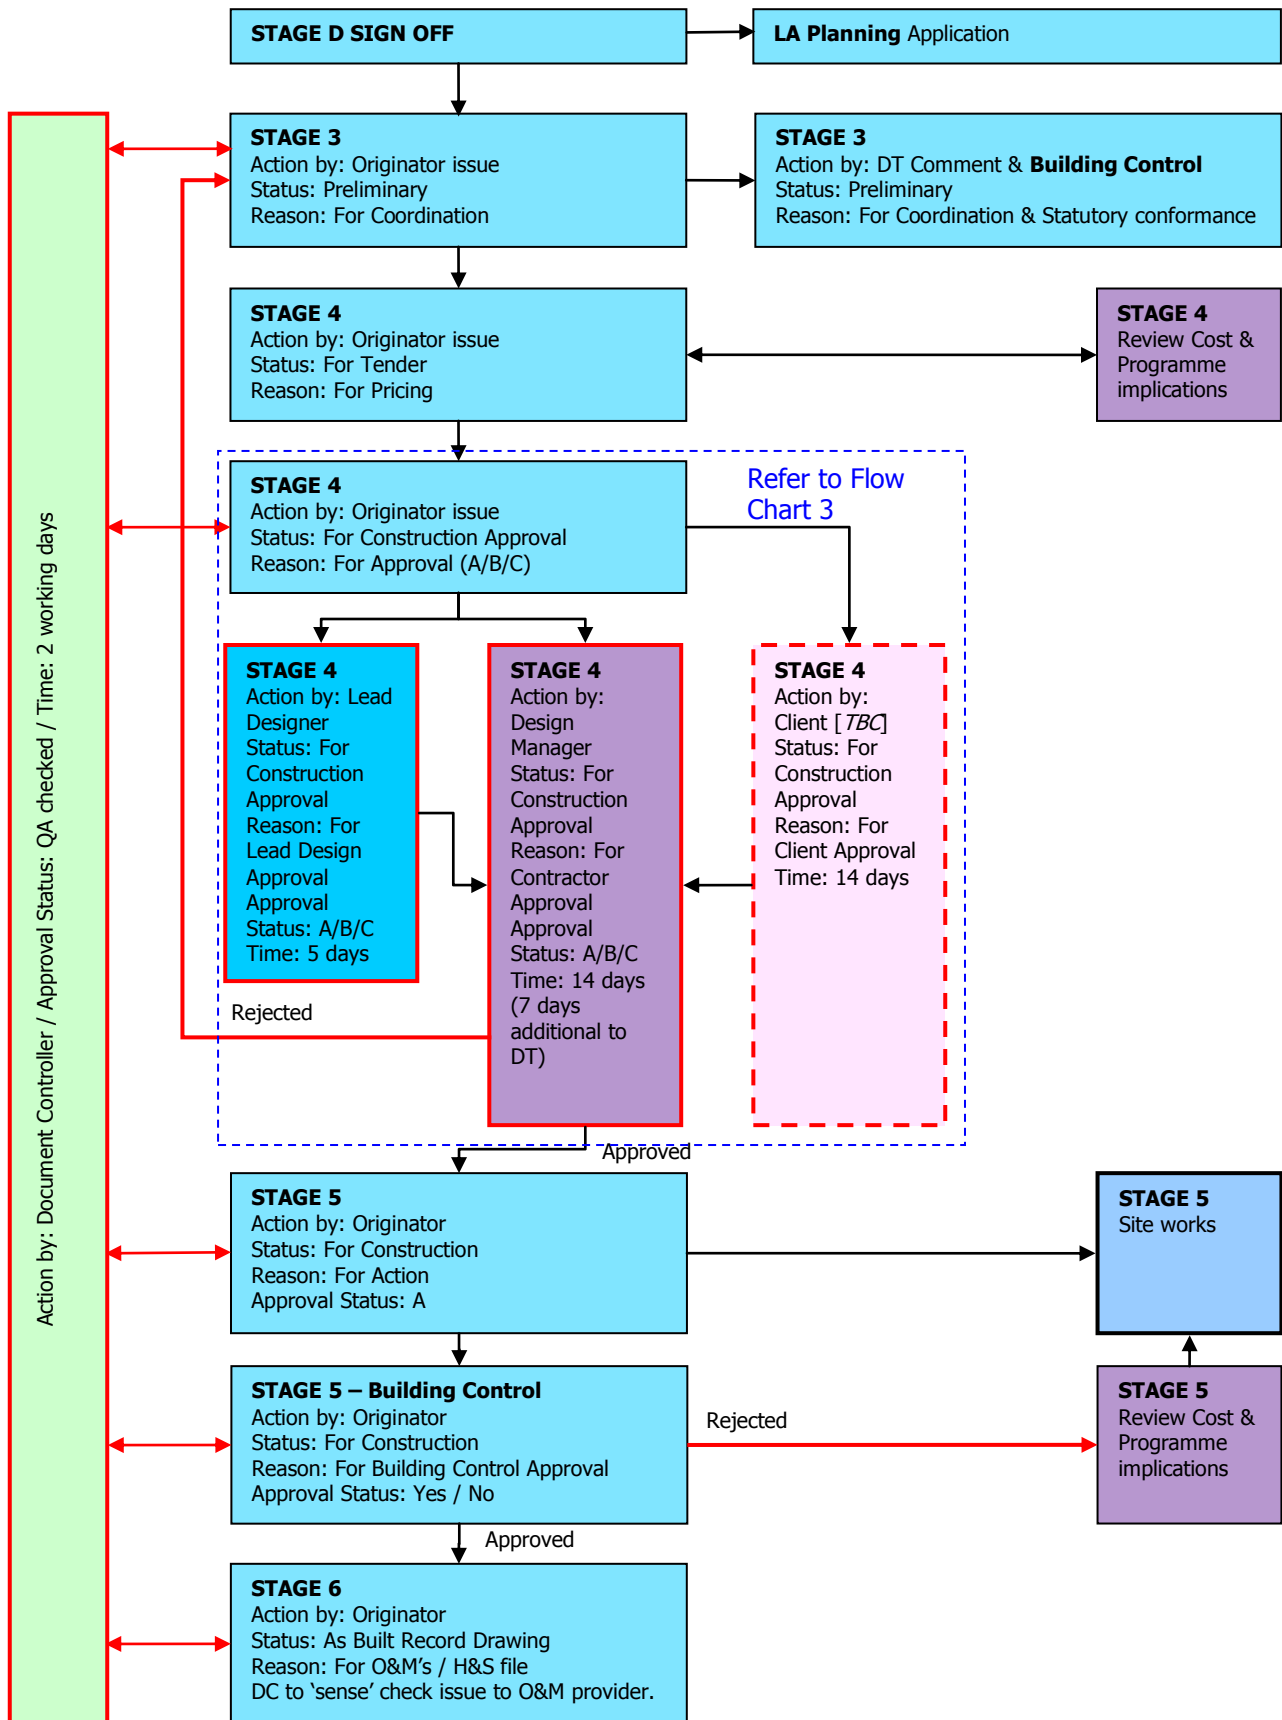 STAGE D SIGN OFF
LA Planning Application
Action by: Document Controller / Approval Status: QA checked / Time: 2 working days
STAGE 3
Action by: Originator issue
Status: Preliminary
Reason: For Coordination
STAGE 3
Action by: DT Comment & Building Control
Status: Preliminary
Reason: For Coordination & Statutory conformance
STAGE 4
Action by: Originator issue
Status: For Tender
Reason: For Pricing
STAGE 4
Review Cost &
Programme
implications
Refer to Flow
Chart 3
STAGE 4
Action by: Originator issue
Status: For Construction Approval
Reason: For Approval (A/B/C)
STAGE 4
Action by: Lead
Designer
Status: For
Construction
Approval
Reason: For
Lead Design
Approval
Approval
Status: A/B/C
Time: 5 days
STAGE 4
Action by:
Design
Manager
Status: For
Construction
Approval
Reason: For
Contractor
Approval
Approval
Status: A/B/C
Time: 14 days
(7 days
additional to
DT)
STAGE 4
Action by:
Client [TBC]
Status: For
Construction
Approval
Reason: For
Client Approval
Time: 14 days
Rejected
Approved
STAGE 5
Action by: Originator
Status: For Construction
Reason: For Action
Approval Status: A
STAGE 5
Site works
STAGE 5 – Building Control
Action by: Originator
Status: For Construction
Reason: For Building Control Approval
Approval Status: Yes / No
Rejected
STAGE 5
Review Cost &
Programme
implications
Approved
STAGE 6
Action by: Originator
Status: As Built Record Drawing
Reason: For O&M’s / H&S file
DC to ‘sense’ check issue to O&M provider.